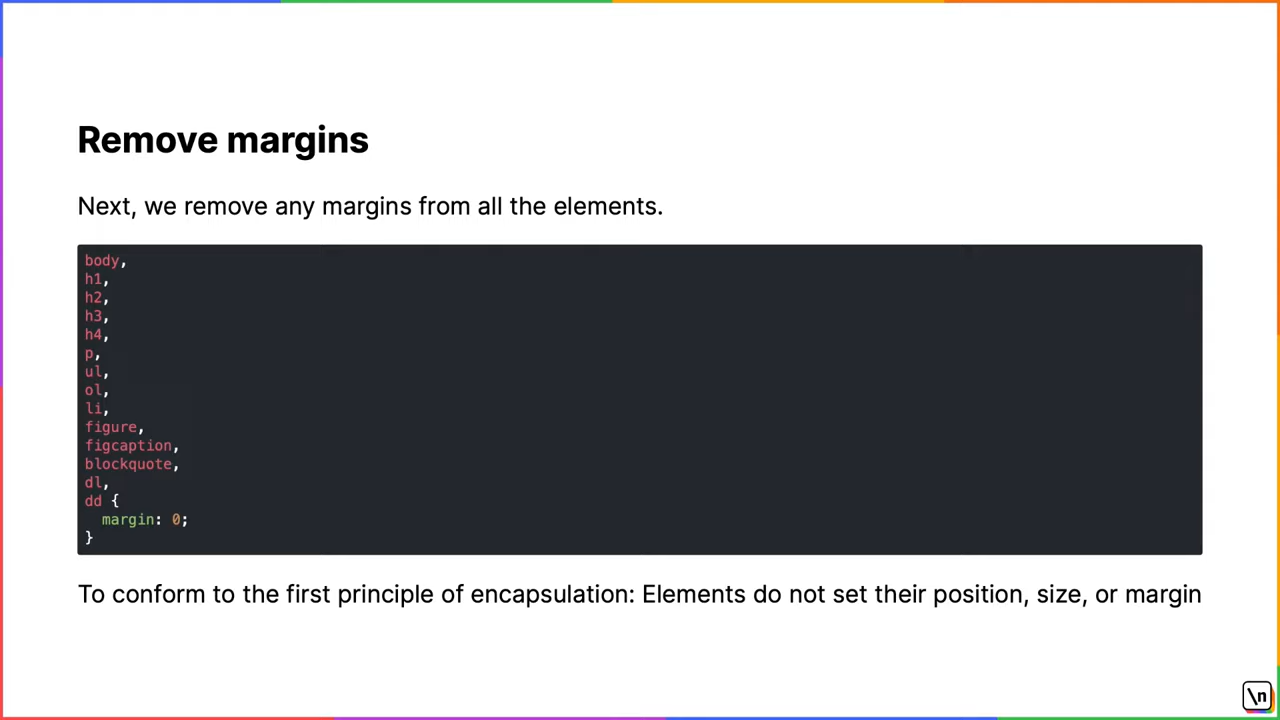 Remove margins
Next, we remove any margins from all the elements.
body,
h1,
h2,
h3,
h4,
p,
ul,
ol,
li,
figure,
figcaption,
blockquote,
dl,
dd {
  margin: 0;
}
To conform to the first principle of encapsulation: Elements do not set their position, size, or margin
\n